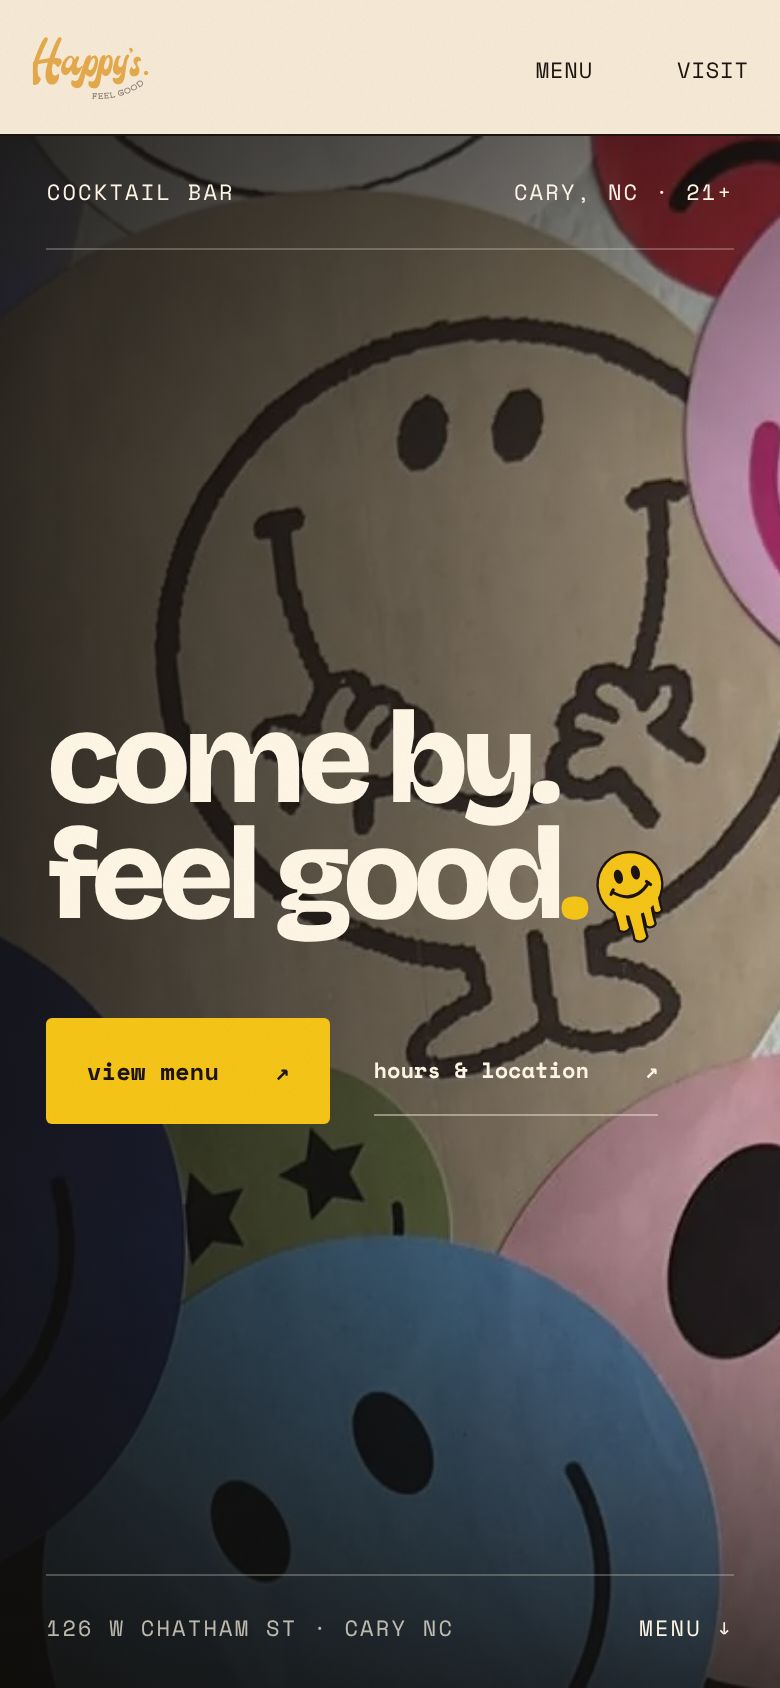 Happy's.
FEEL GOOD
MENU VISIT
COCKTAIL BAR CARY, NC · 21+
come by.
feel good.
view menu ↗
hours & location ↗
126 W CHATHAM ST · CARY NC MENU ↓